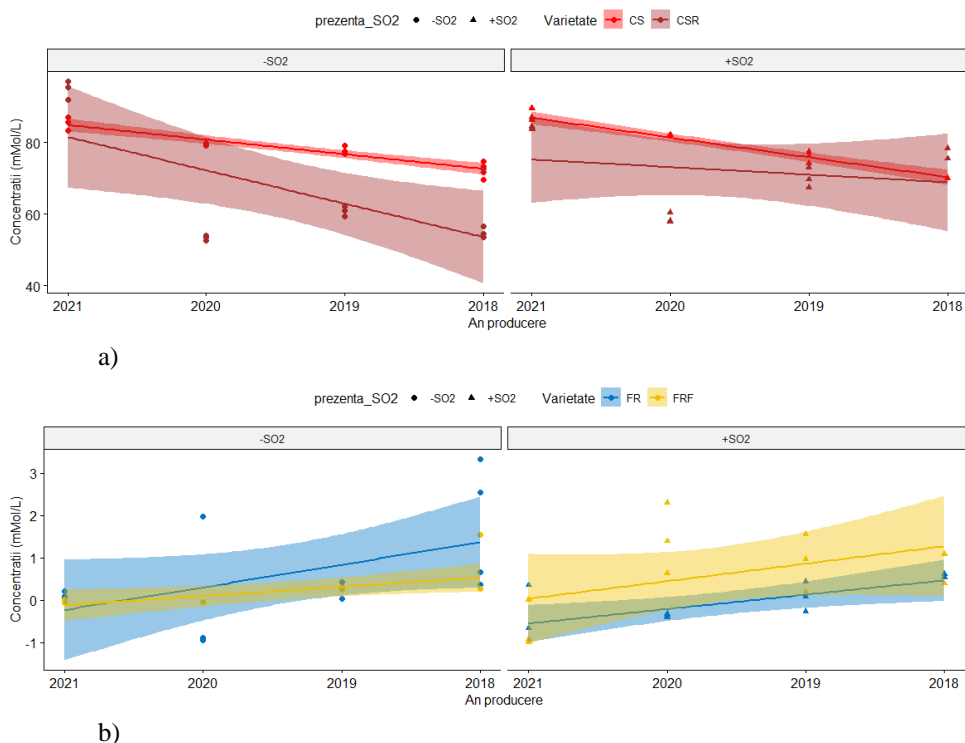 prezenta_SO2 -SO2 +SO2 Varietate CS CSR
-SO2 +SO2
Concentratii (mMol/L)
80
60
40
2021 2020 2019 2018 2021 2020 2019 2018
An producere
a)
prezenta_SO2 -SO2 +SO2 Varietate FR FRF
-SO2 +SO2
Concentratii (mMol/L)
3
2
1
0
-1
2021 2020 2019 2018 2021 2020 2019 2018
An producere
b)